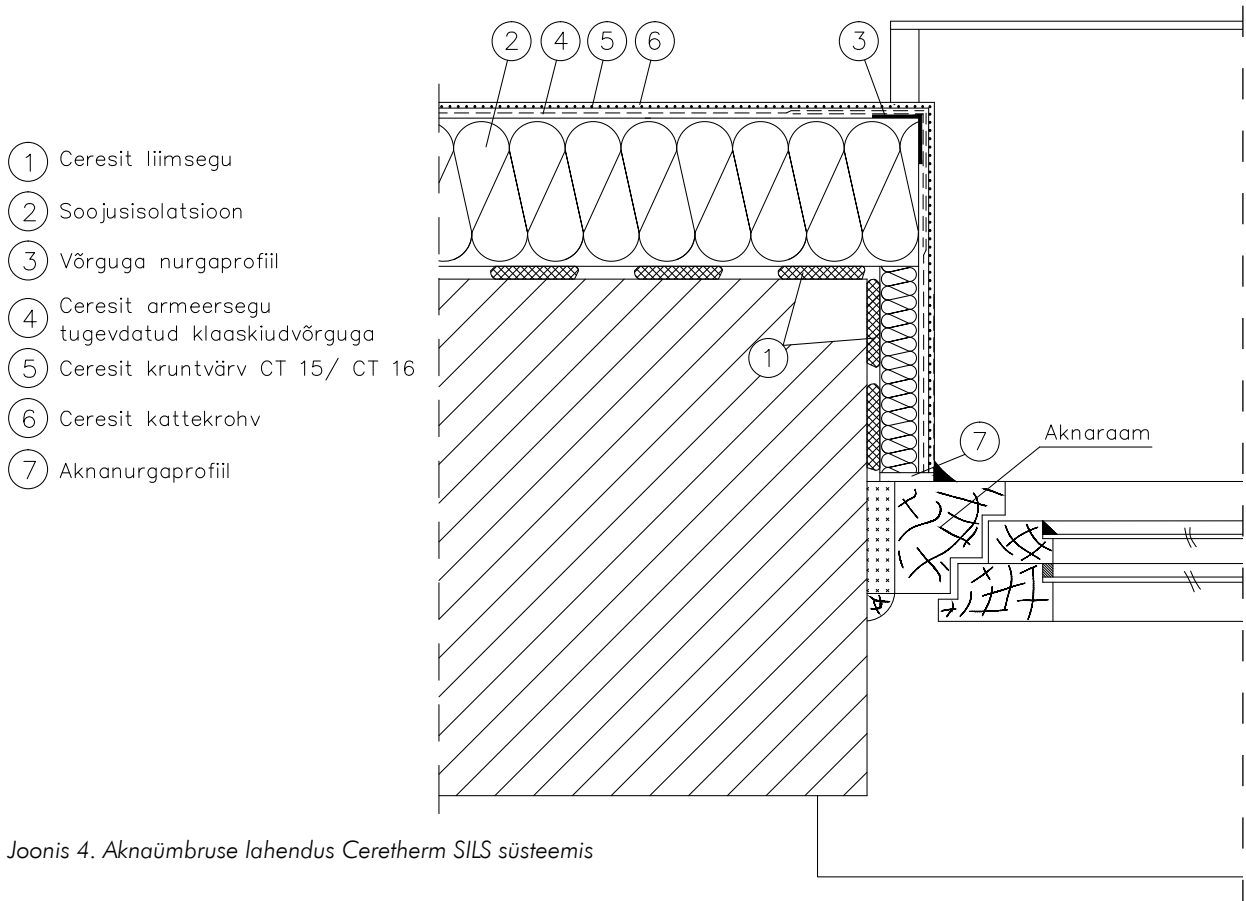 2
4
5
6
3
1 Ceresit liimsegu
2 Soojusisolatsioon
3 Võrguga nurgaprofiil
4 Ceresit armeersegu
tugevdatud klaaskiudvõrguga
5 Ceresit kruntvärv CT 15/ CT 16
6 Ceresit kattekrohv
7 Aknanurgaprofiil
1
7
Aknaraam
Joonis 4. Aknaümbruse lahendus Ceretherm SILS süsteemis